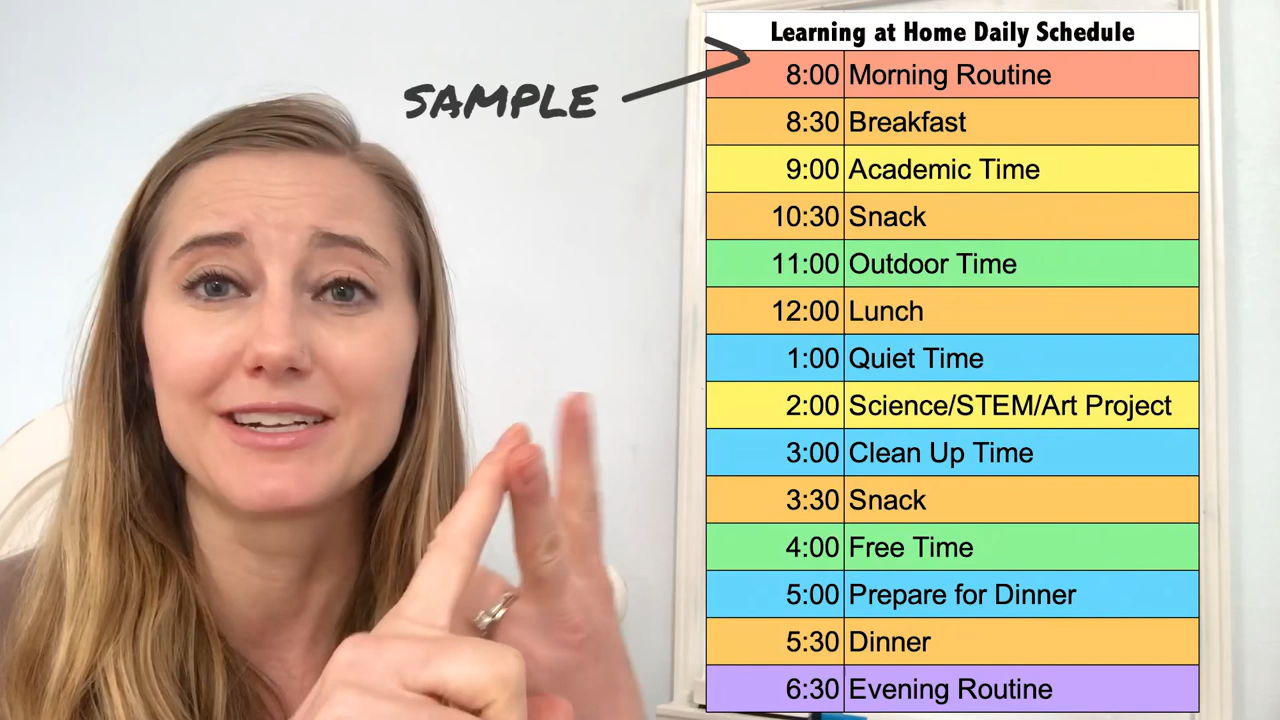 SAMPLE
Learning at Home Daily Schedule
8:00 Morning Routine
8:30 Breakfast
9:00 Academic Time
10:30 Snack
11:00 Outdoor Time
12:00 Lunch
1:00 Quiet Time
2:00 Science/STEM/Art Project
3:00 Clean Up Time
3:30 Snack
4:00 Free Time
5:00 Prepare for Dinner
5:30 Dinner
6:30 Evening Routine